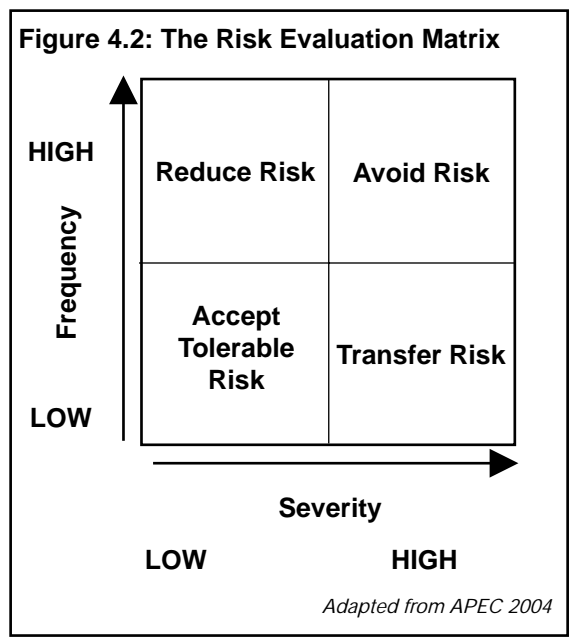 Figure 4.2: The Risk Evaluation Matrix
HIGH
Reduce Risk
Avoid Risk
Frequency
Accept
Tolerable
Risk
Transfer Risk
LOW
Severity
LOW
HIGH
Adapted from APEC 2004